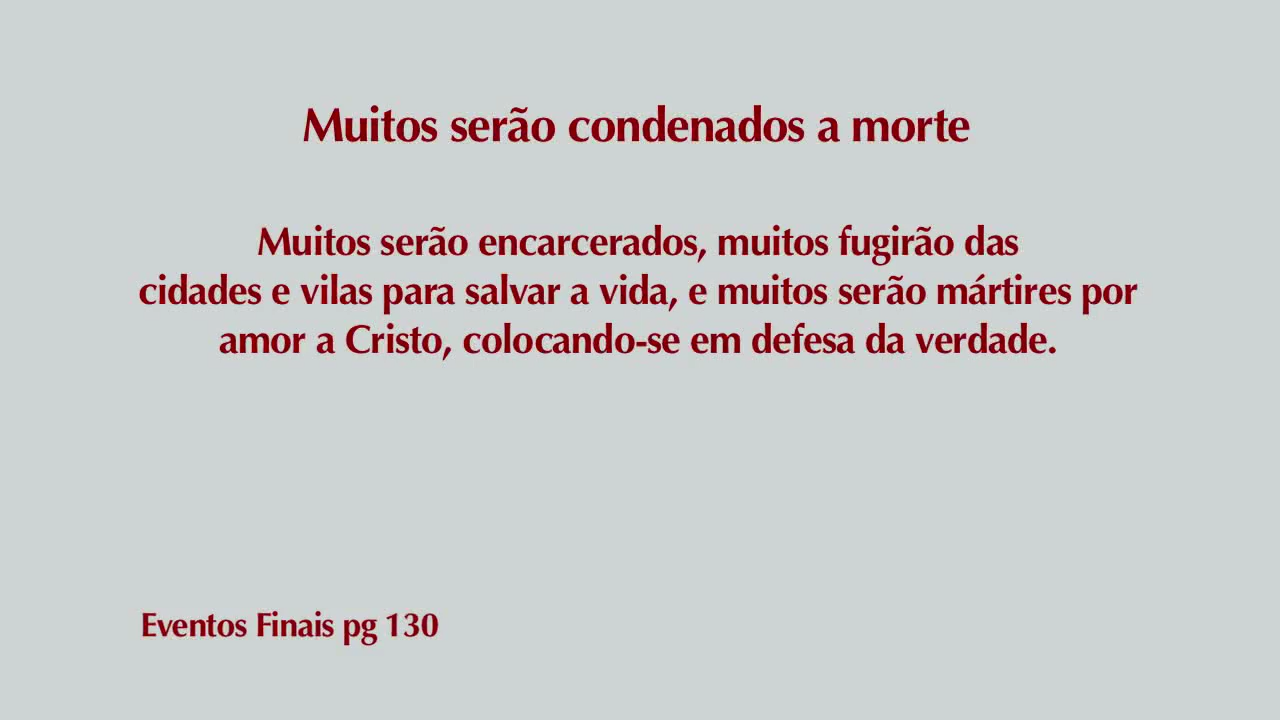 Muitos serão condenados a morte
Muitos serão encarcerados, muitos fugirão das
cidades e vilas para salvar a vida, e muitos serão mártires por
amor a Cristo, colocando-se em defesa da verdade.
Eventos Finais pg 130